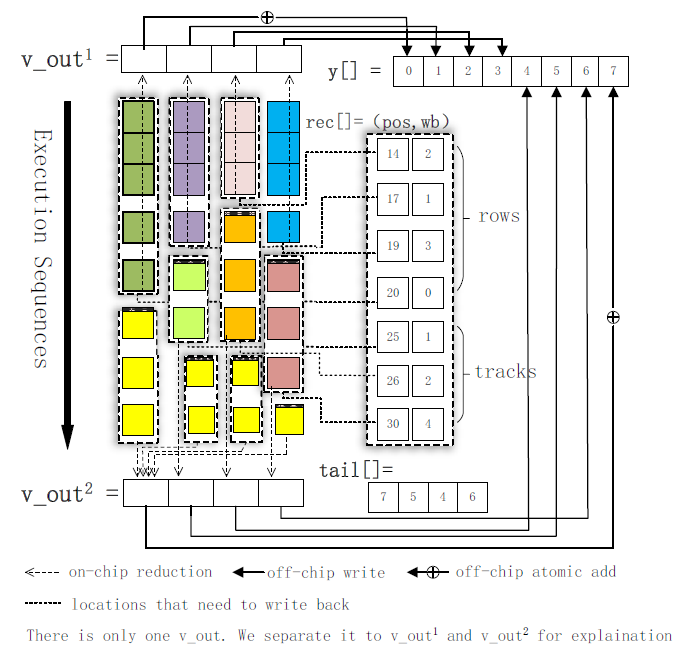 v_out¹ =
y[] = 0 1 2 3 4 5 6 7
rec[]= (pos,wb)
14 2
17 1
19 3
20 0
25 1
26 2
30 4
rows
tracks
Execution Sequences
tail[]=
7 5 4 6
v_out² =
on-chip reduction
off-chip write
off-chip atomic add
locations that need to write back
There is only one v_out. We separate it to v_out¹ and v_out² for explaination